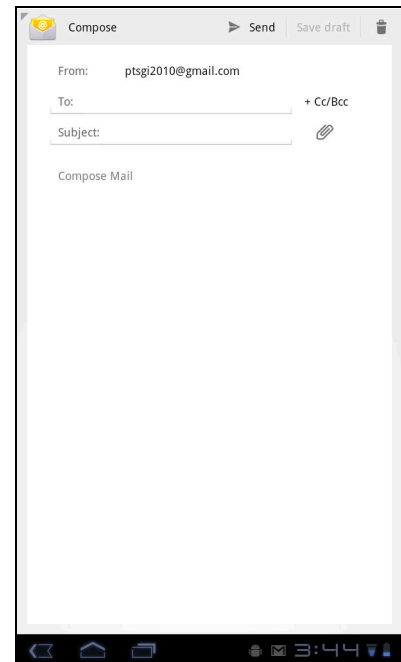 Compose Send Save draft
From: ptsgi2010@gmail.com
To: + Cc/Bcc
Subject:
Compose Mail
3:44